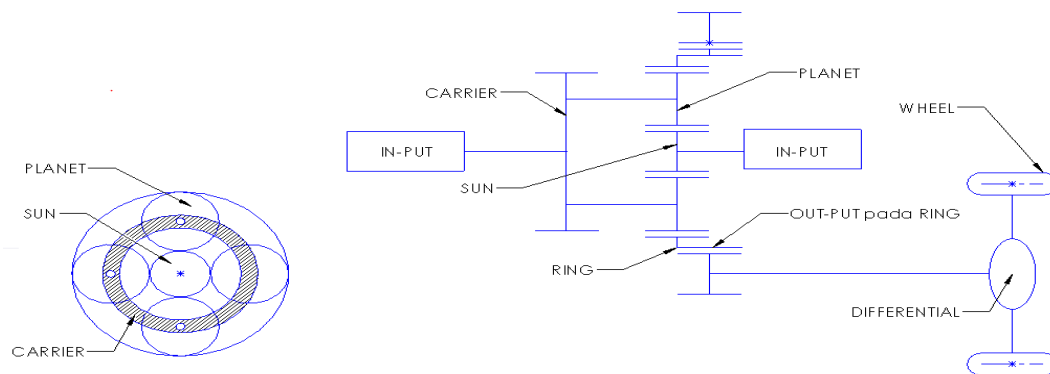 PLANET
SUN
CARRIER
CARRIER
PLANET
IN-PUT
IN-PUT
SUN
OUT-PUT pada RING
RING
WHEEL
DIFFERENTIAL